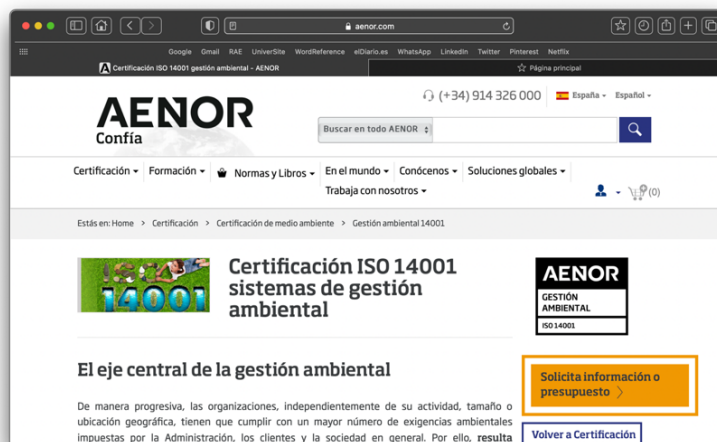 aenor.com
Google Gmail RAE UniverSite WordReference elDiario.es WhatsApp LinkedIn Twitter Pinterest Netflix
A Certificación ISO 14001 gestión ambiental - AENOR
Página principal
(+34) 914 326 000 España Español
AENOR
Confía
Buscar en todo AENOR
Certificación Formación Normas y Libros En el mundo Conócenos Soluciones globales
Trabaja con nosotros
(0)
Estás en: Home > Certificación > Certificación de medio ambiente > Gestión ambiental 14001
ISO
14001
Certificación ISO 14001
sistemas de gestión
ambiental
AENOR
GESTIÓN
AMBIENTAL
ISO 14001
El eje central de la gestión ambiental
Solicita información o
presupuesto >
De manera progresiva, las organizaciones, independientemente de su actividad, tamaño o
ubicación geográfica, tienen que cumplir con un mayor número de exigencias ambientales
impuestas por la Administración, los clientes y la sociedad en general. Por ello, resulta
Volver a Certificación